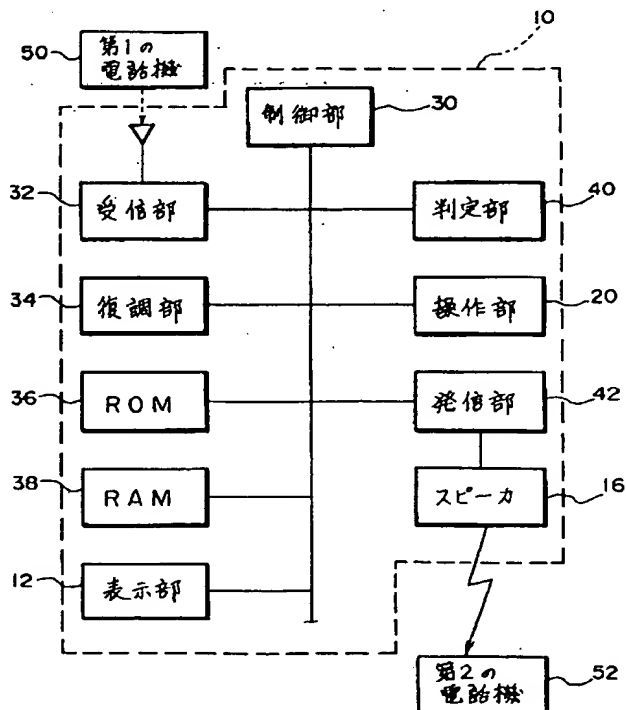 10
50
第1の
電話機
制御部
30
32
受信部
判定部
40
34
復調部
操作部
20
36
ROM
発信部
42
38
RAM
スピーカ
16
12
表示部
第2の
電話機
52